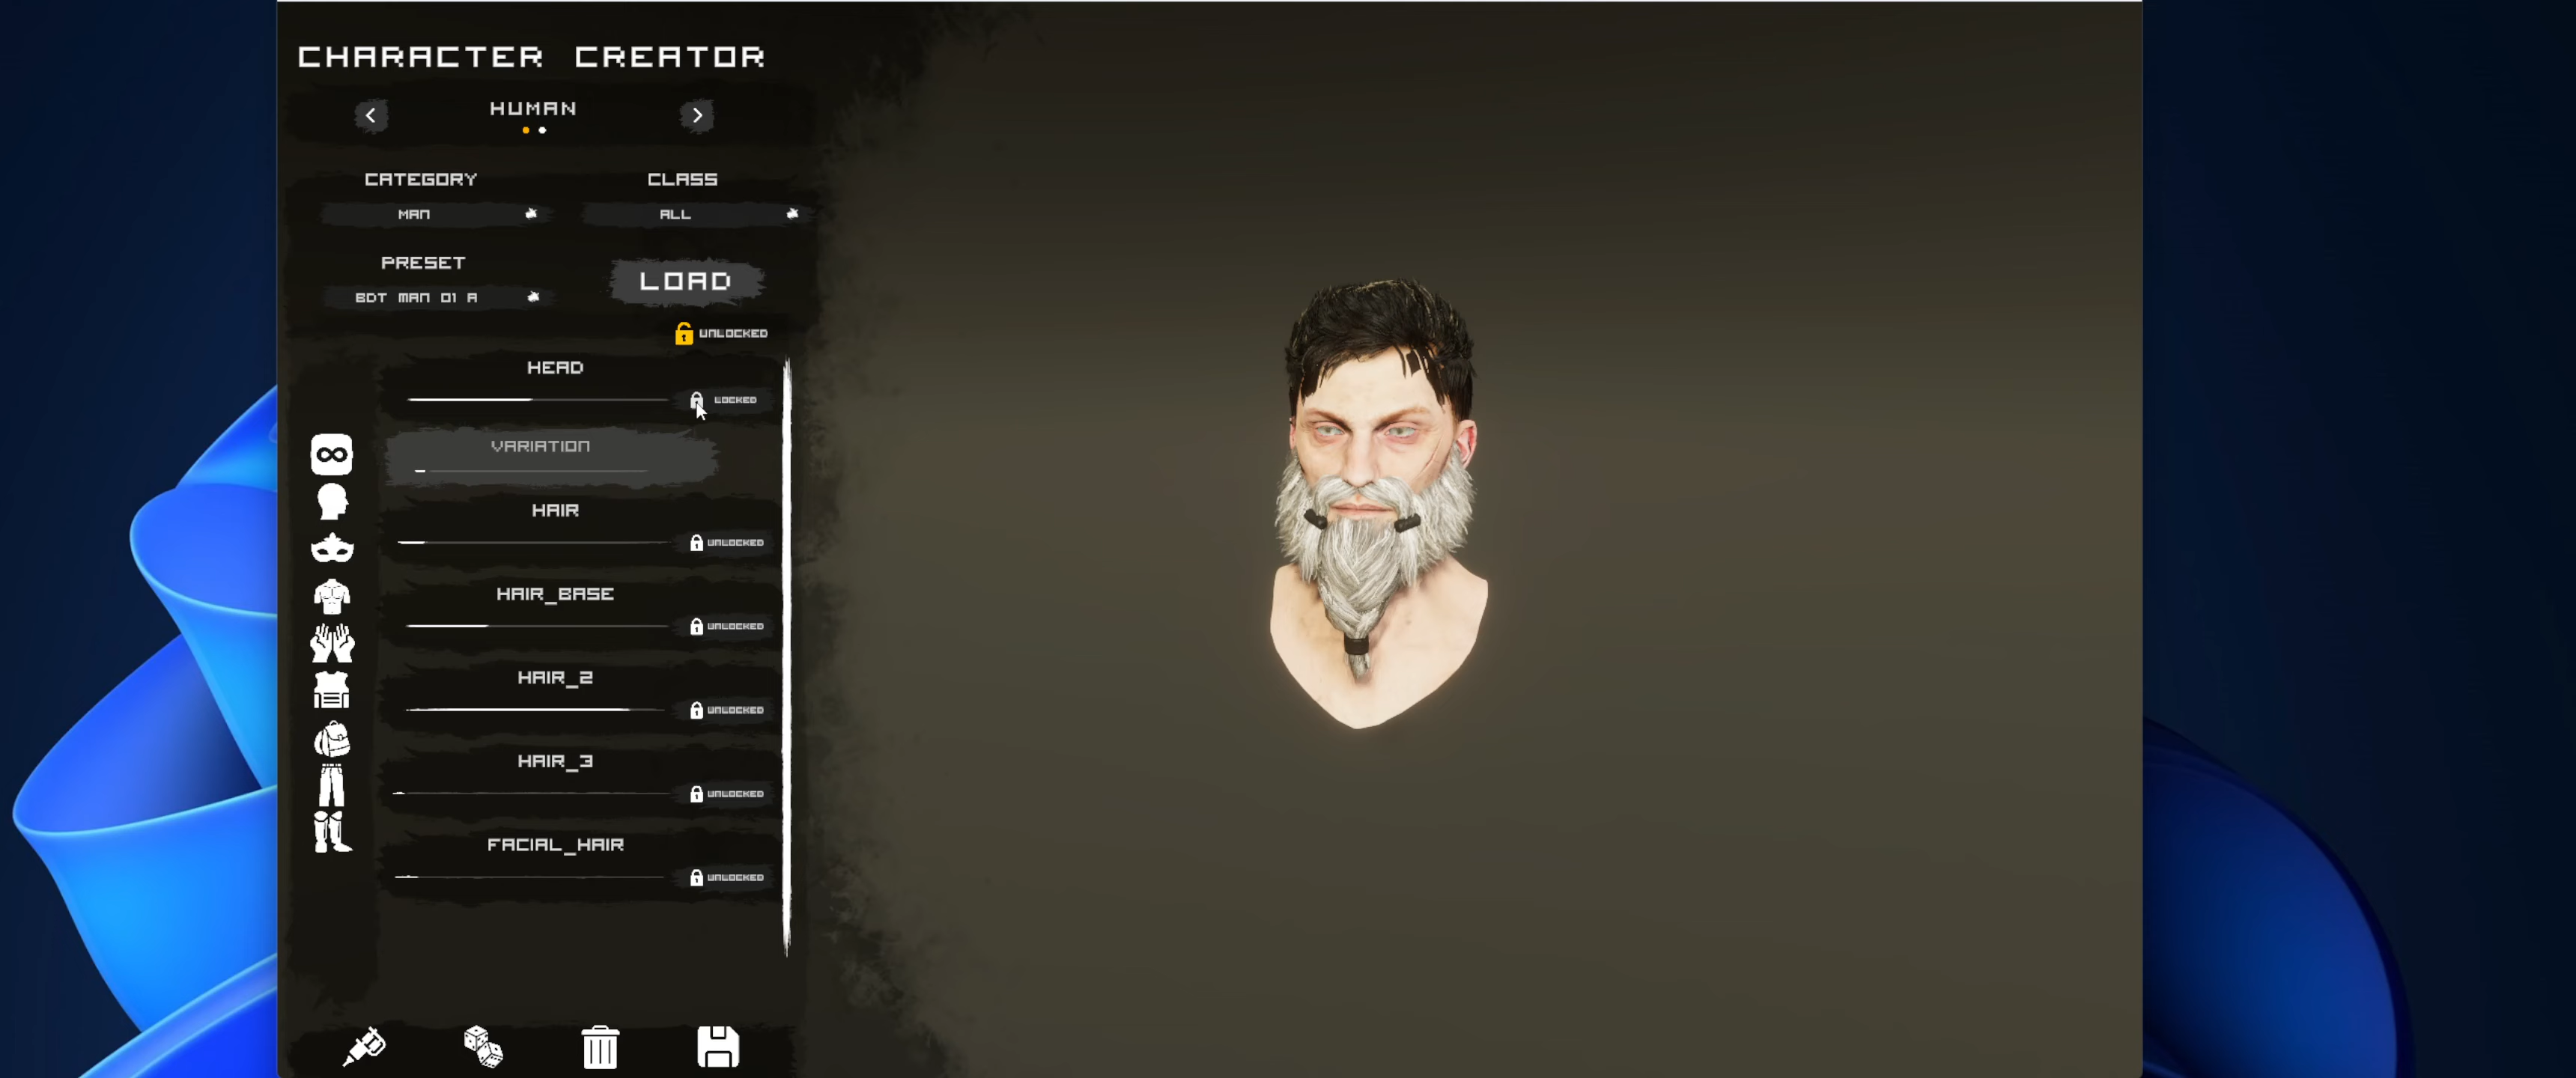 CHARACTER CREATOR
HUMAN
CATEGORY
CLASS
MAN
ALL
PRESET
LOAD
BDT MAN 01 A
UNLOCKED
HEAD
LOCKED
VARIATION
HAIR
UNLOCKED
HAIR_BASE
UNLOCKED
HAIR_2
UNLOCKED
HAIR_3
UNLOCKED
FACIAL_HAIR
UNLOCKED